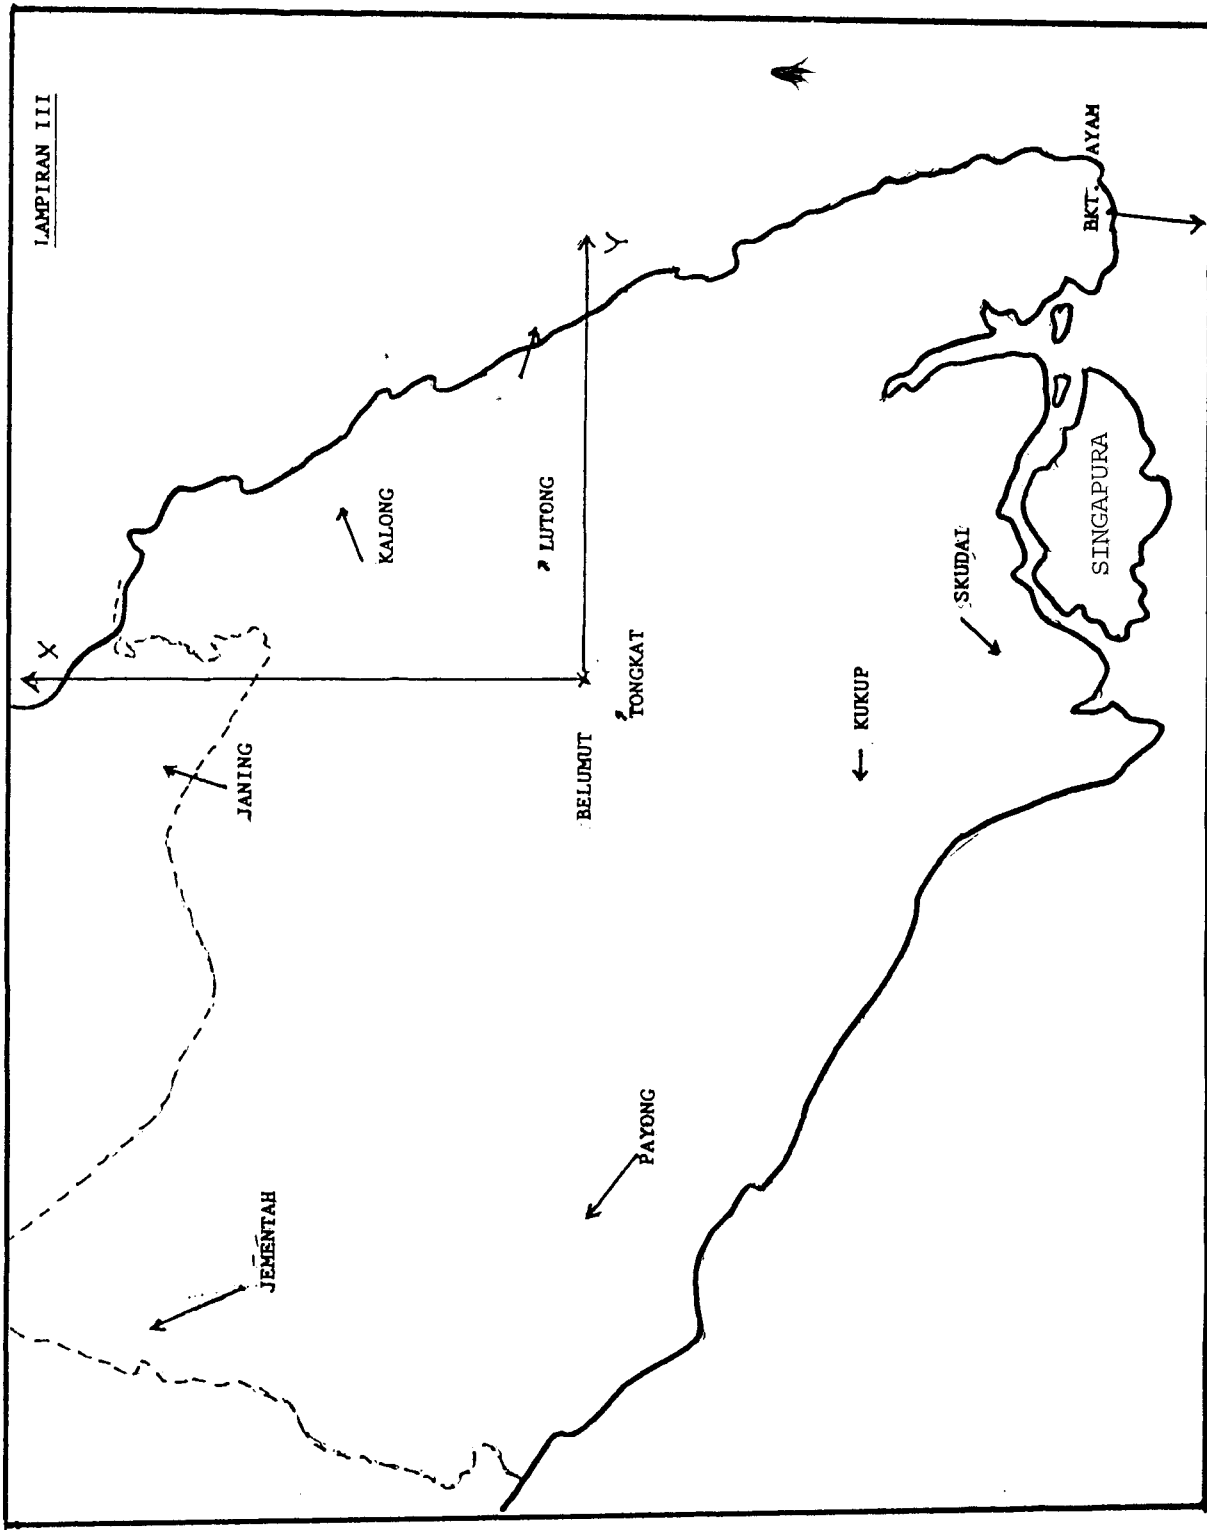 LAMPIRAN III
X
Y
JEMENTAH
JANING
KALONG
LUTONG
BELUMUT
TONGKAT
PAYONG
KUKUP
SKUDAI
SINGAPURA
BKT. AYAM